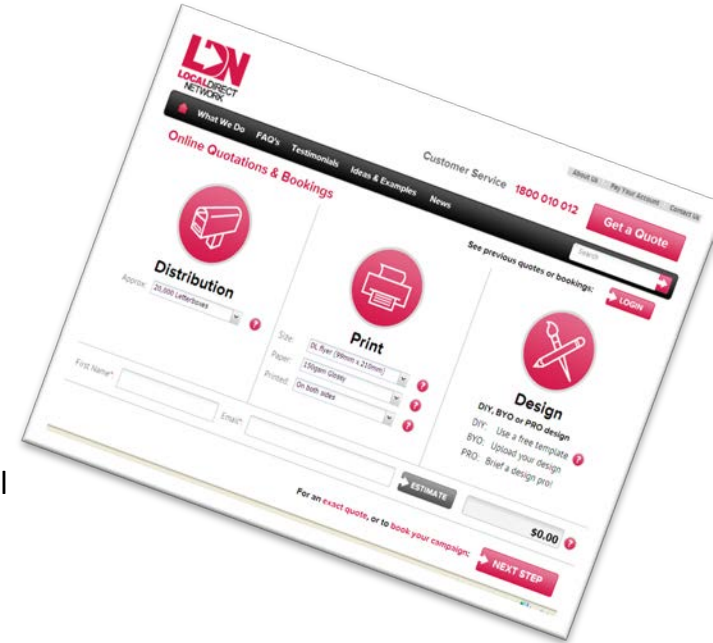 LDN
LOCALDIRECT
NETWORK
About Us Pay Your Account Contact Us
Customer Service 1800 010 012
Get a Quote
What We Do FAQ's Testimonials Ideas & Examples News
Search
Online Quotations & Bookings
See previous quotes or bookings:
LOGIN
Distribution
Approx: 20,000 Letterboxes
?
Print
Size: DL flyer (99mm x 210mm)
?
Paper: 150gsm Glossy
?
Printed: On both sides
?
Design
DIY, BYO or PRO design
DIY: Use a free template
?
BYO: Upload your design
PRO: Brief a design pro!
First Name*:
Email*:
ESTIMATE
$0.00
?
For an exact quote, or to book your campaign:
NEXT STEP
l